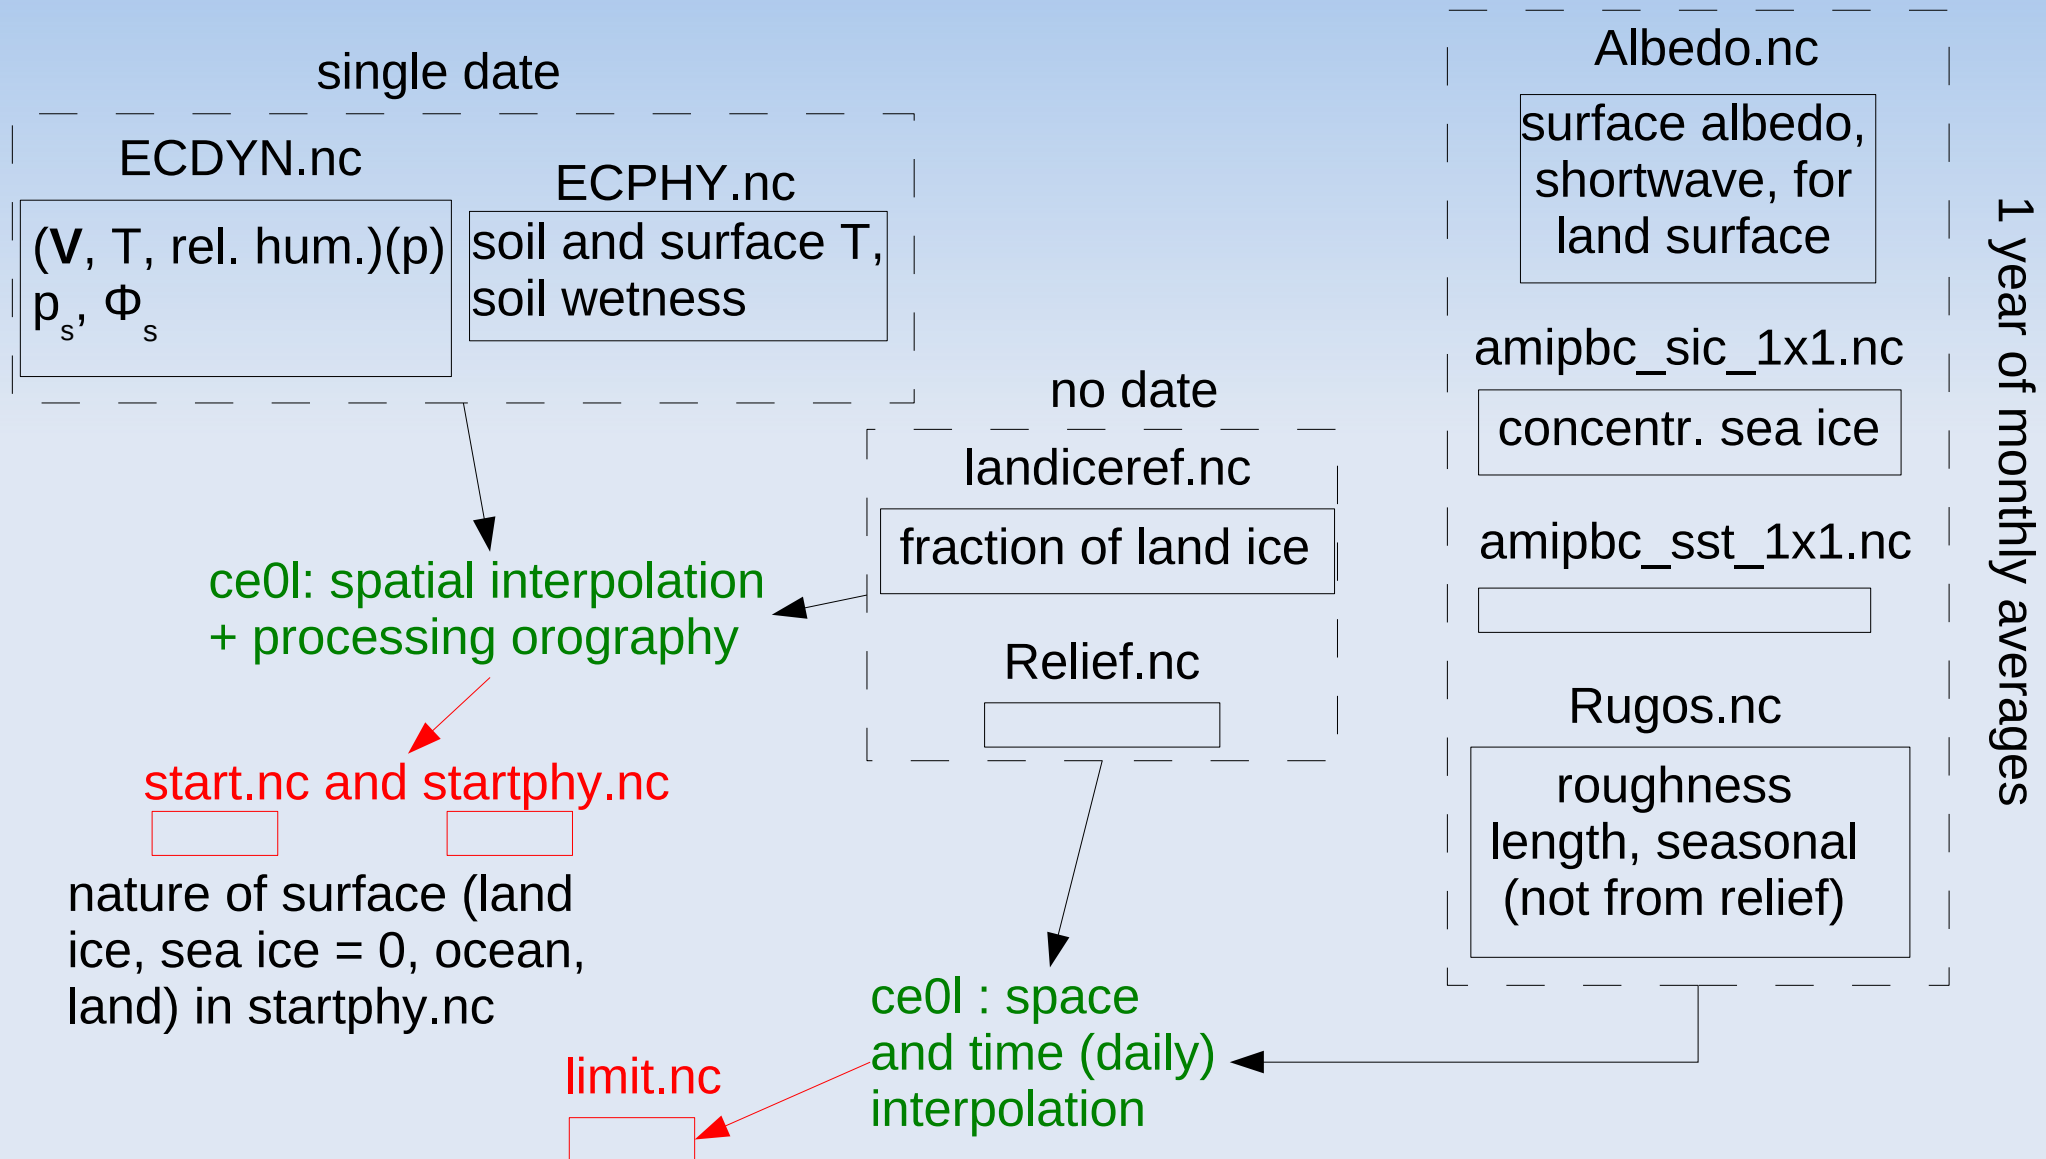 single date
ECDYN.nc
(V, T, rel. hum.)(p)
pₛ, Φₛ
ECPHY.nc
soil and surface T,
soil wetness
no date
landiceref.nc
fraction of land ice
Relief.nc
Albedo.nc
surface albedo,
shortwave, for
land surface
amipbc_sic_1x1.nc
concentr. sea ice
amipbc_sst_1x1.nc
Rugos.nc
roughness
length, seasonal
(not from relief)
1 year of monthly averages
ce0l: spatial interpolation
+ processing orography
start.nc and startphy.nc
nature of surface (land
ice, sea ice = 0, ocean,
land) in startphy.nc
ce0l : space
and time (daily)
interpolation
limit.nc